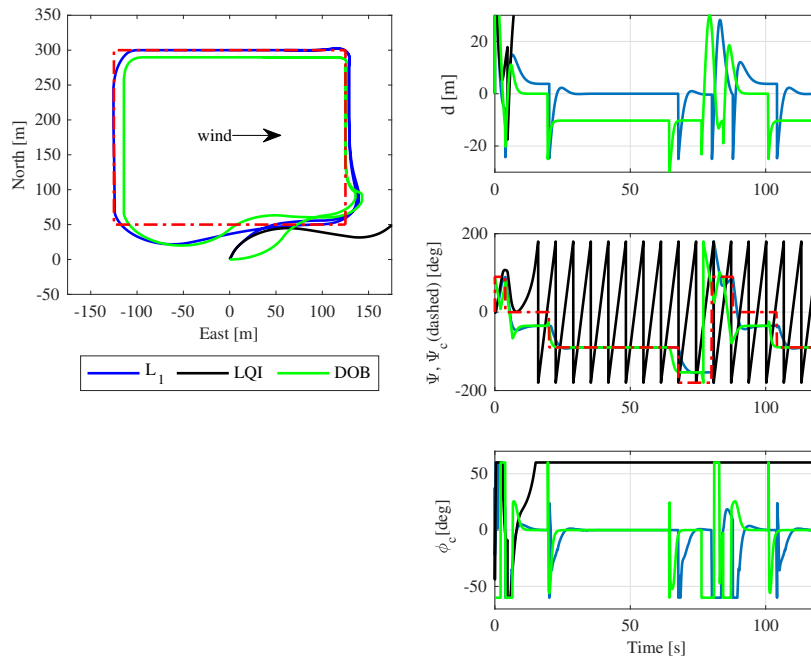 350
300
250
200
150
100
50
0
-50
North [m]
wind
-150 -100 -50 0 50 100 150
East [m]
L1 LQI DOB
20
0
-20
d [m]
0 50 100
200
0
-200
Ψ, Ψc (dashed) [deg]
0 50 100
50
0
-50
ϕc [deg]
0 50 100
Time [s]